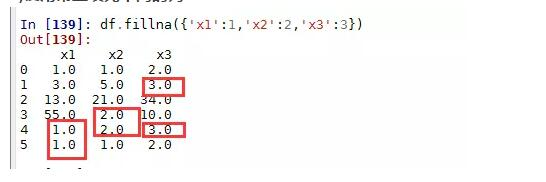 In [139]: df.fillna({'x1':1,'x2':2,'x3':3})
Out[139]:
x1 x2 x3
0 1.0 1.0 2.0
1 3.0 5.0 3.0
2 13.0 21.0 34.0
3 55.0 2.0 10.0
4 1.0 2.0 3.0
5 1.0 1.0 2.0